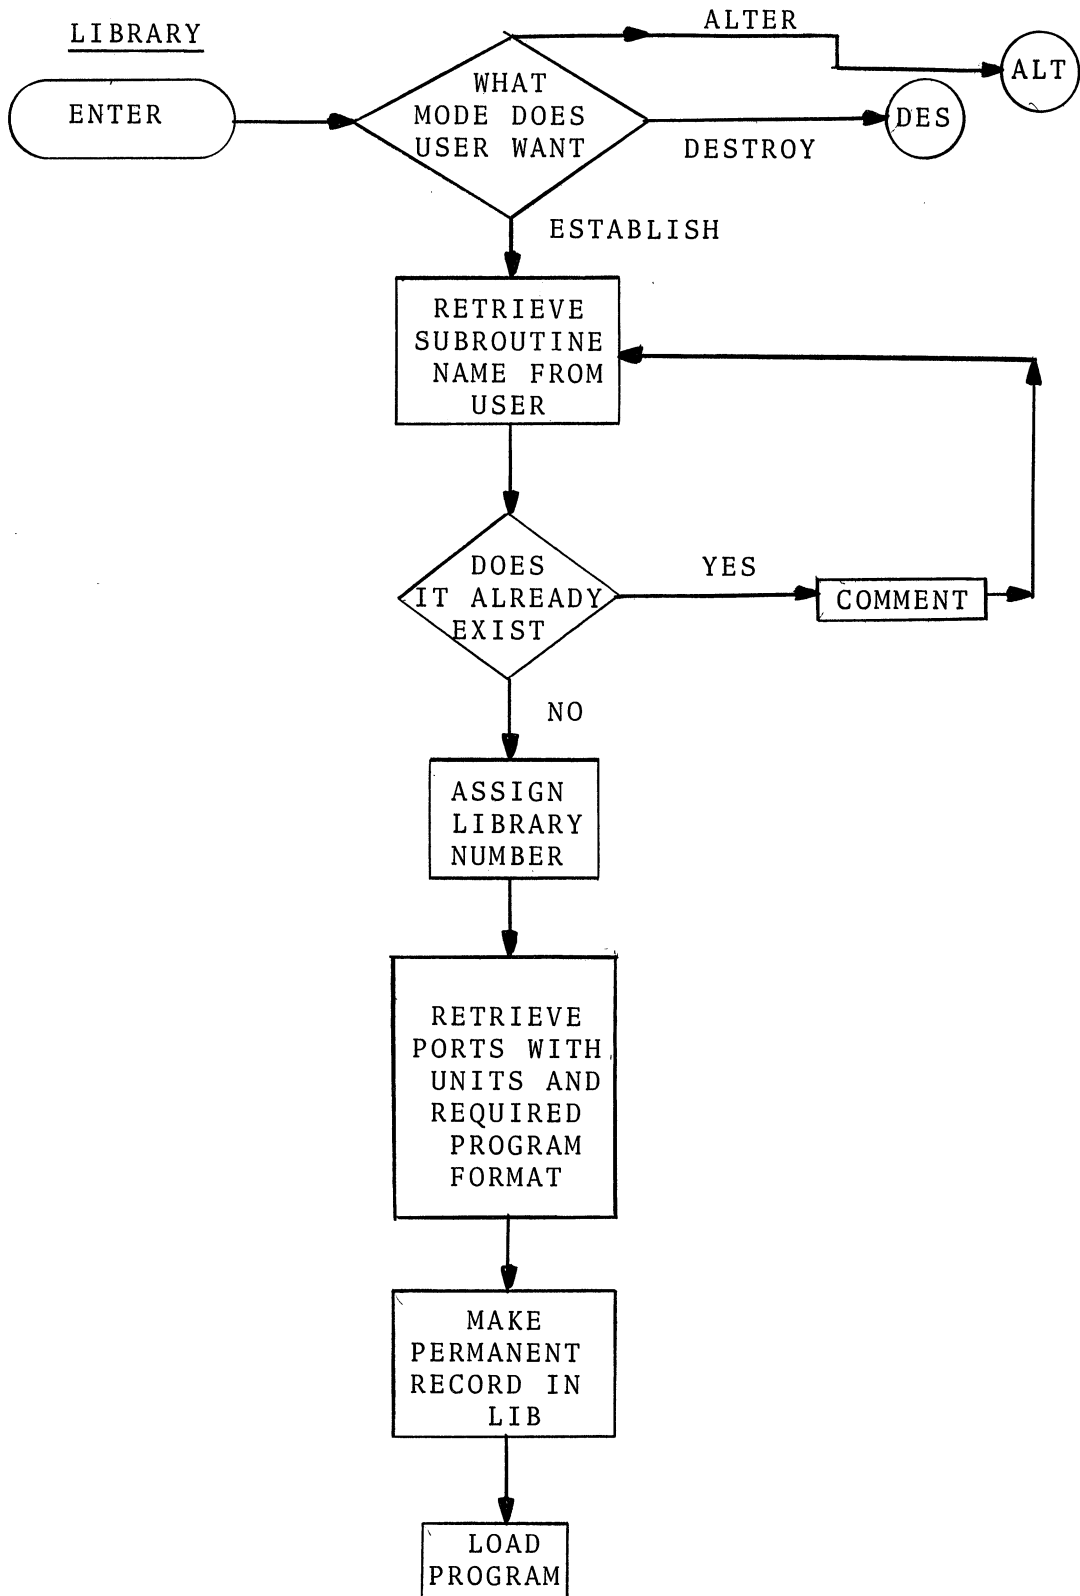 LIBRARY
ALTER
ALT
ENTER
WHAT
MODE DOES
USER WANT
DES
DESTROY
ESTABLISH
RETRIEVE
SUBROUTINE
NAME FROM
USER
DOES
IT ALREADY
EXIST
YES
COMMENT
NO
ASSIGN
LIBRARY
NUMBER
RETRIEVE
PORTS WITH
UNITS AND
REQUIRED
PROGRAM
FORMAT
MAKE
PERMANENT
RECORD IN
LIB
LOAD
PROGRAM